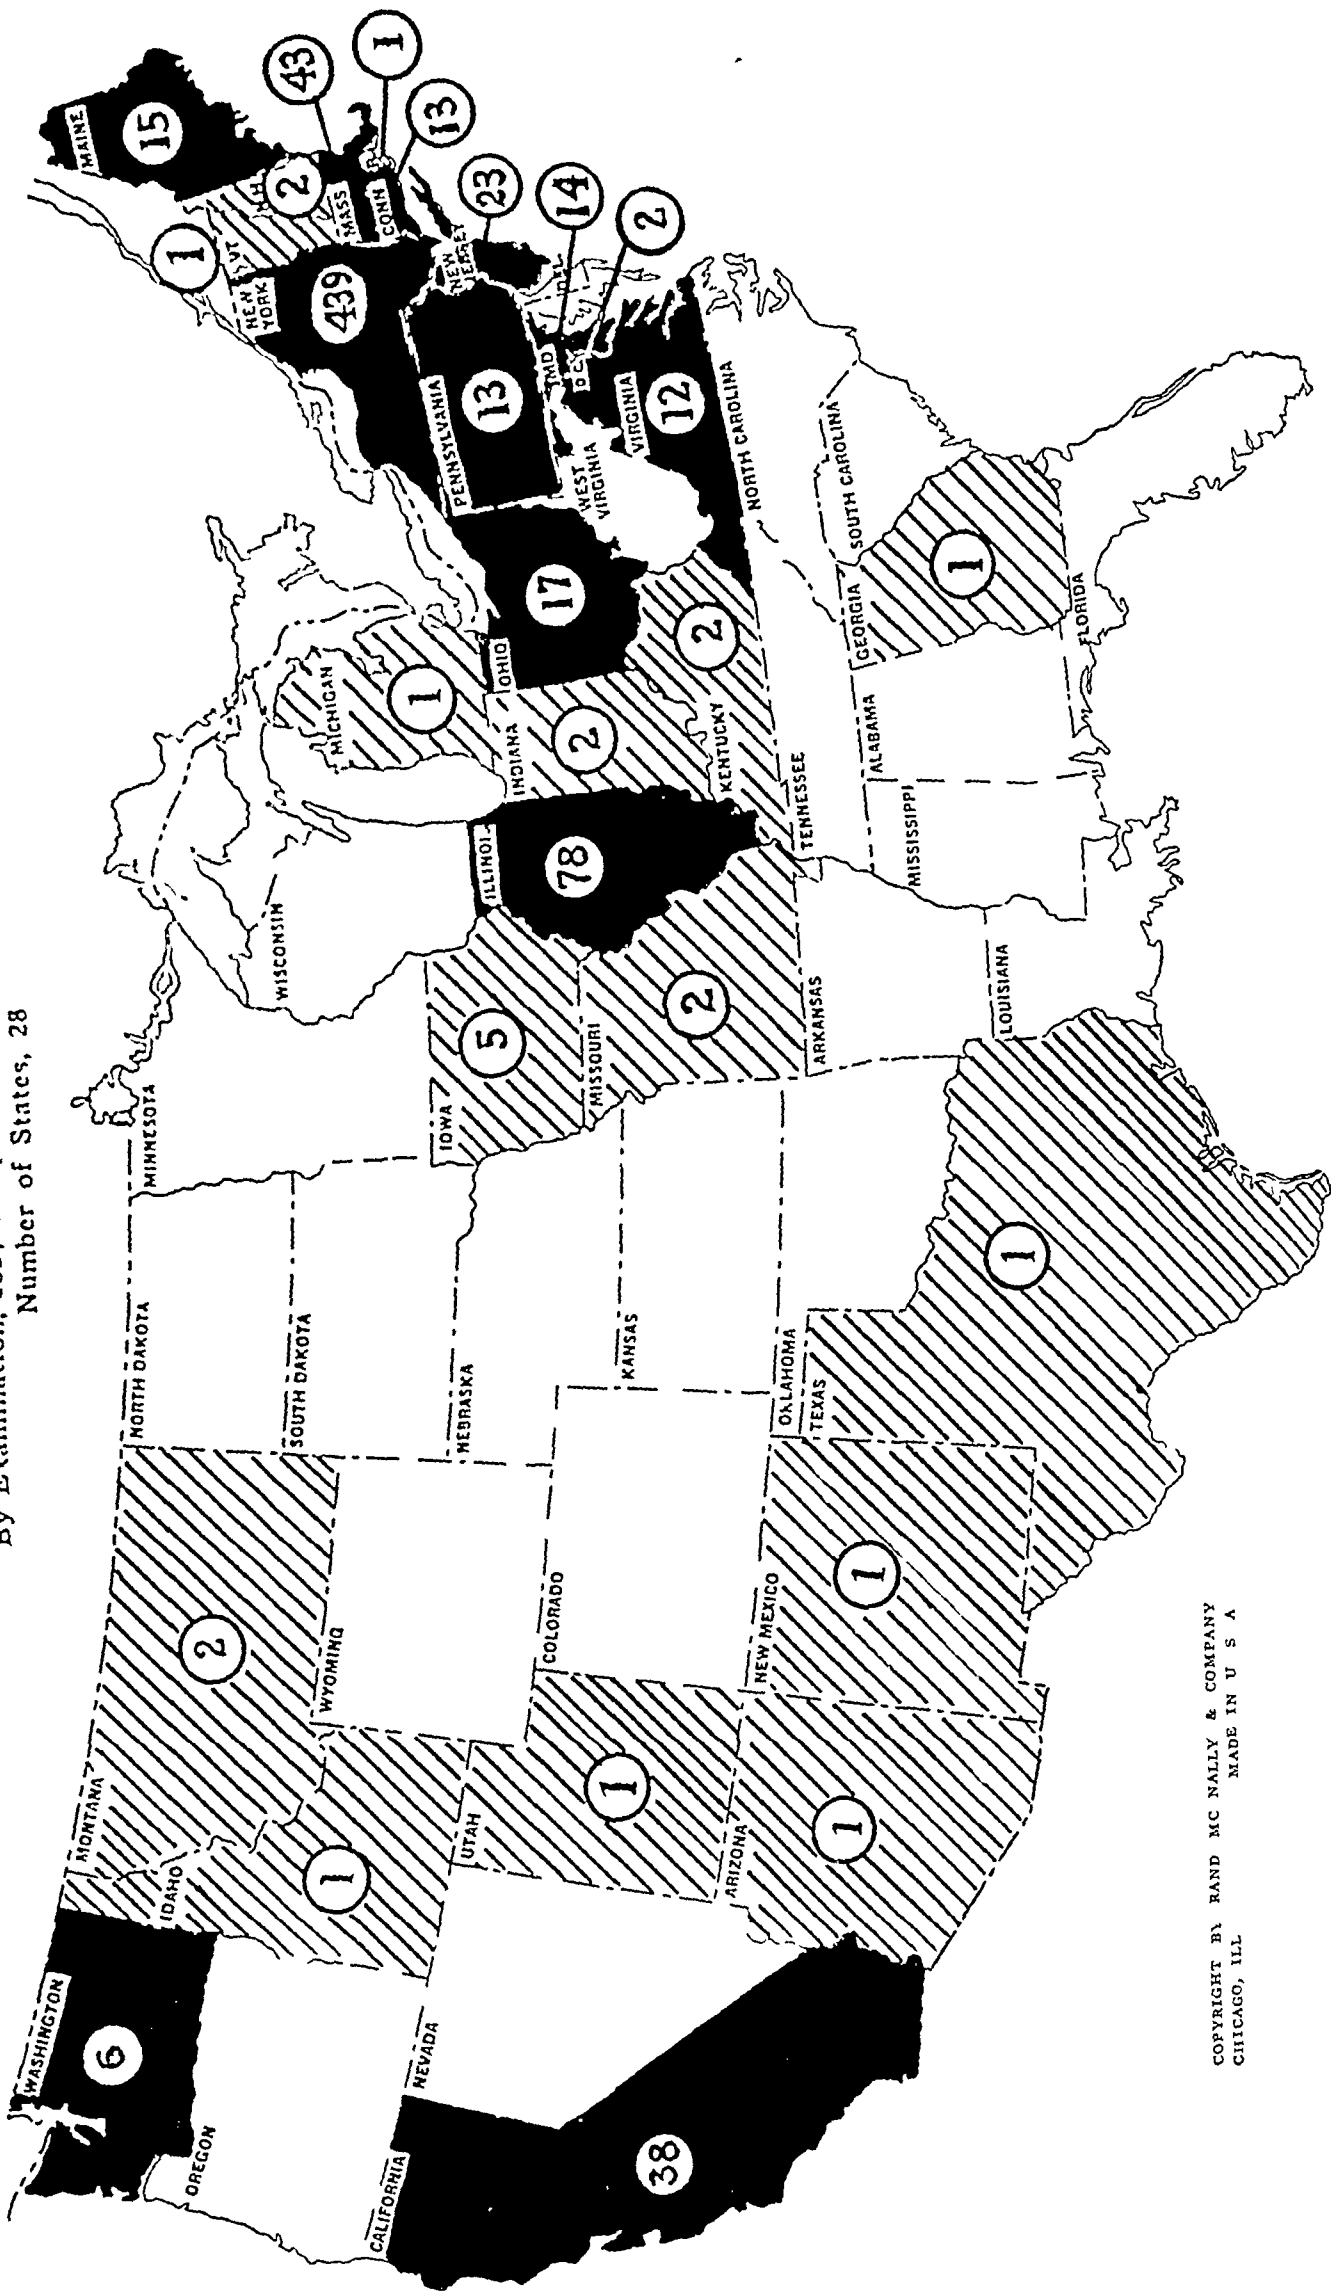 By Examination,
Number of States, 28
WASHINGTON
6
OREGON
CALIFORNIA
38
NEVADA
IDAHO
1
MONTANA
2
WYOMING
UTAH
1
ARIZONA
1
COLORADO
NEW MEXICO
1
NORTH DAKOTA
SOUTH DAKOTA
NEBRASKA
KANSAS
OKLAHOMA
TEXAS
1
MINNESOTA
IOWA
5
MISSOURI
2
ARKANSAS
LOUISIANA
WISCONSIN
ILLINOI
78
MICHIGAN
1
INDIANA
2
OHIO
17
KENTUCKY
2
TENNESSEE
MISSISSIPPI
ALABAMA
GEORGIA
1
FLORIDA
SOUTH CAROLINA
NORTH CAROLINA
VIRGINIA
12
WEST
VIRGINIA
PENNSYLVANIA
13
MD
14
2
NEW
JERSEY
23
NEW
YORK
439
VT
1
N H
2
MASS
43
CONN
13
1
MAINE
15
COPYRIGHT BY RAND MC NALLY & COMPANY
CHICAGO, ILL MADE IN U S A